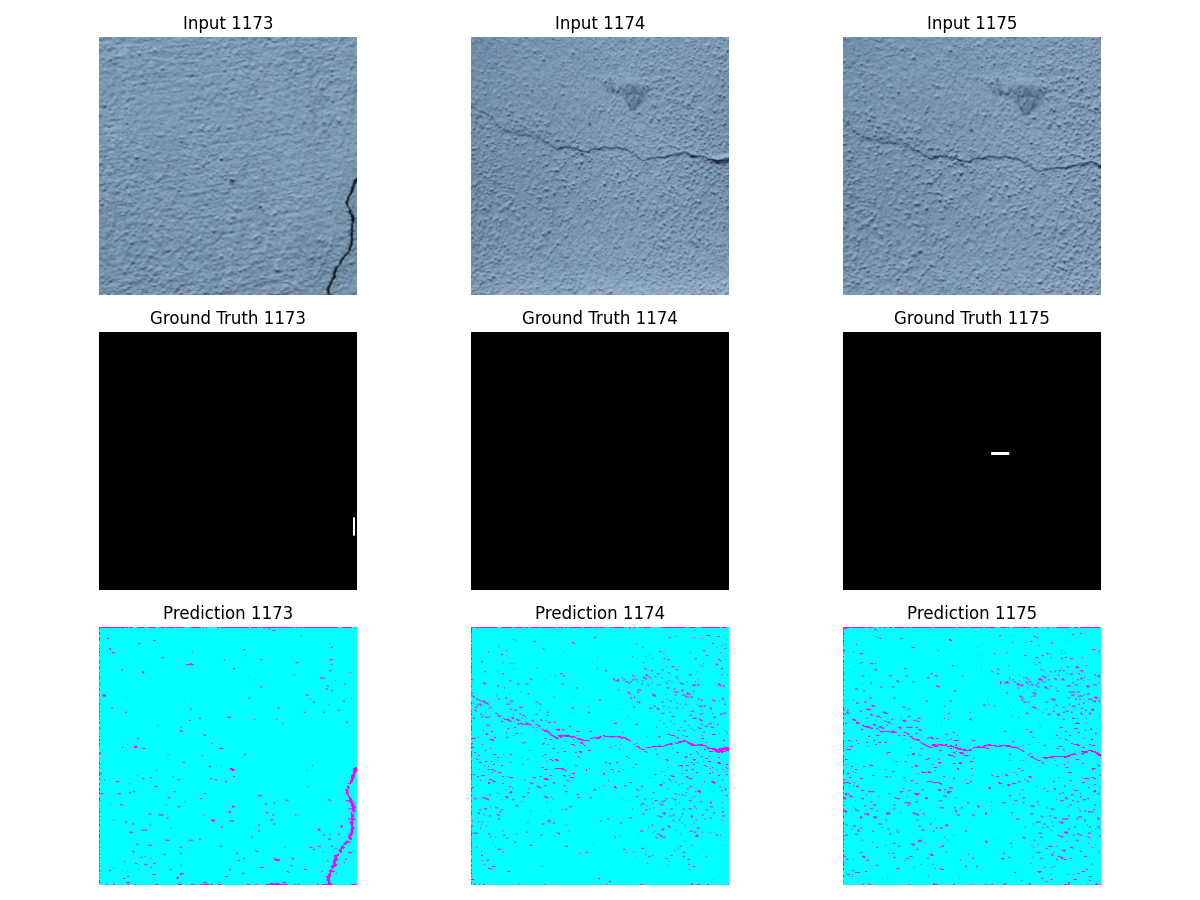 Input 1173
Input 1174
Input 1175
Ground Truth 1173
Ground Truth 1174
Ground Truth 1175
Prediction 1173
Prediction 1174
Prediction 1175